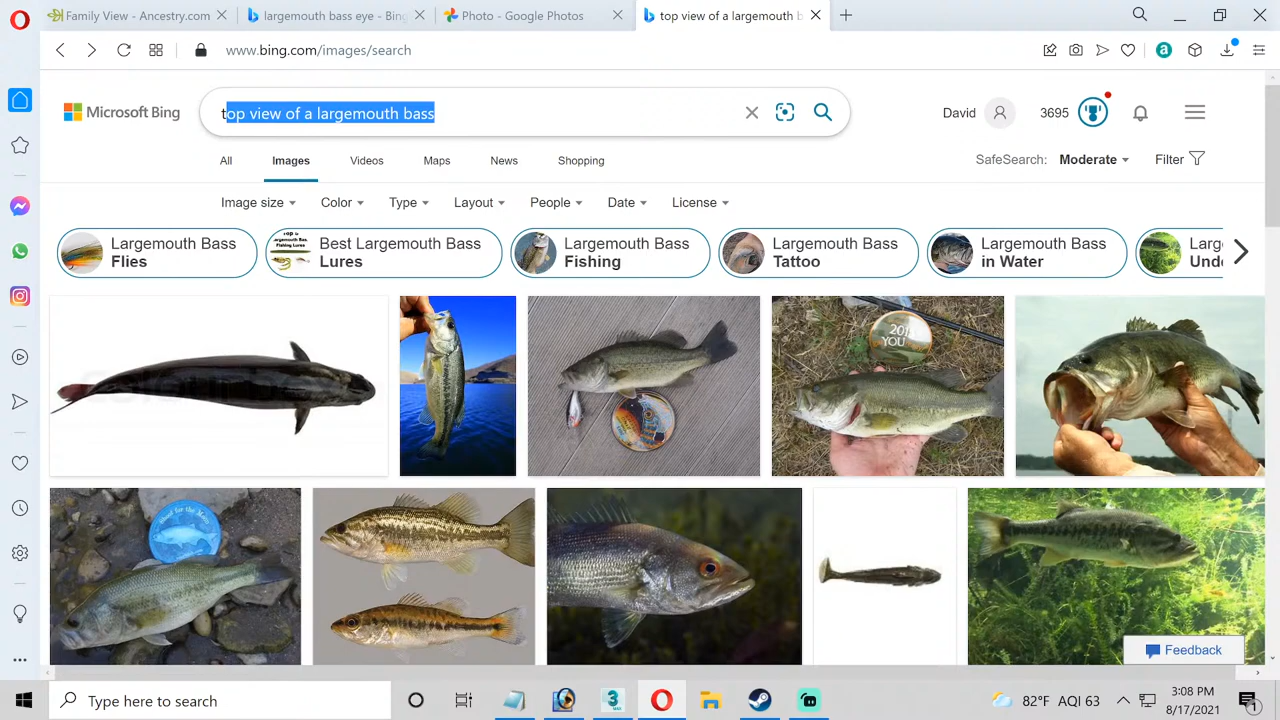 Family View - Ancestry.com
largemouth bass eye - Bing
Photo - Google Photos
top view of a largemouth b
www.bing.com/images/search
Microsoft Bing
top view of a largemouth bass
David
3695
All
Images
Videos
Maps
News
Shopping
SafeSearch: Moderate
Filter
Image size
Color
Type
Layout
People
Date
License
Largemouth Bass
Flies
Best Largemouth Bass
Lures
Largemouth Bass
Fishing
Largemouth Bass
Tattoo
Largemouth Bass
in Water
Larg
Und
YOU
Feedback
Type here to search
82°F AQI 63
3:08 PM
8/17/2021